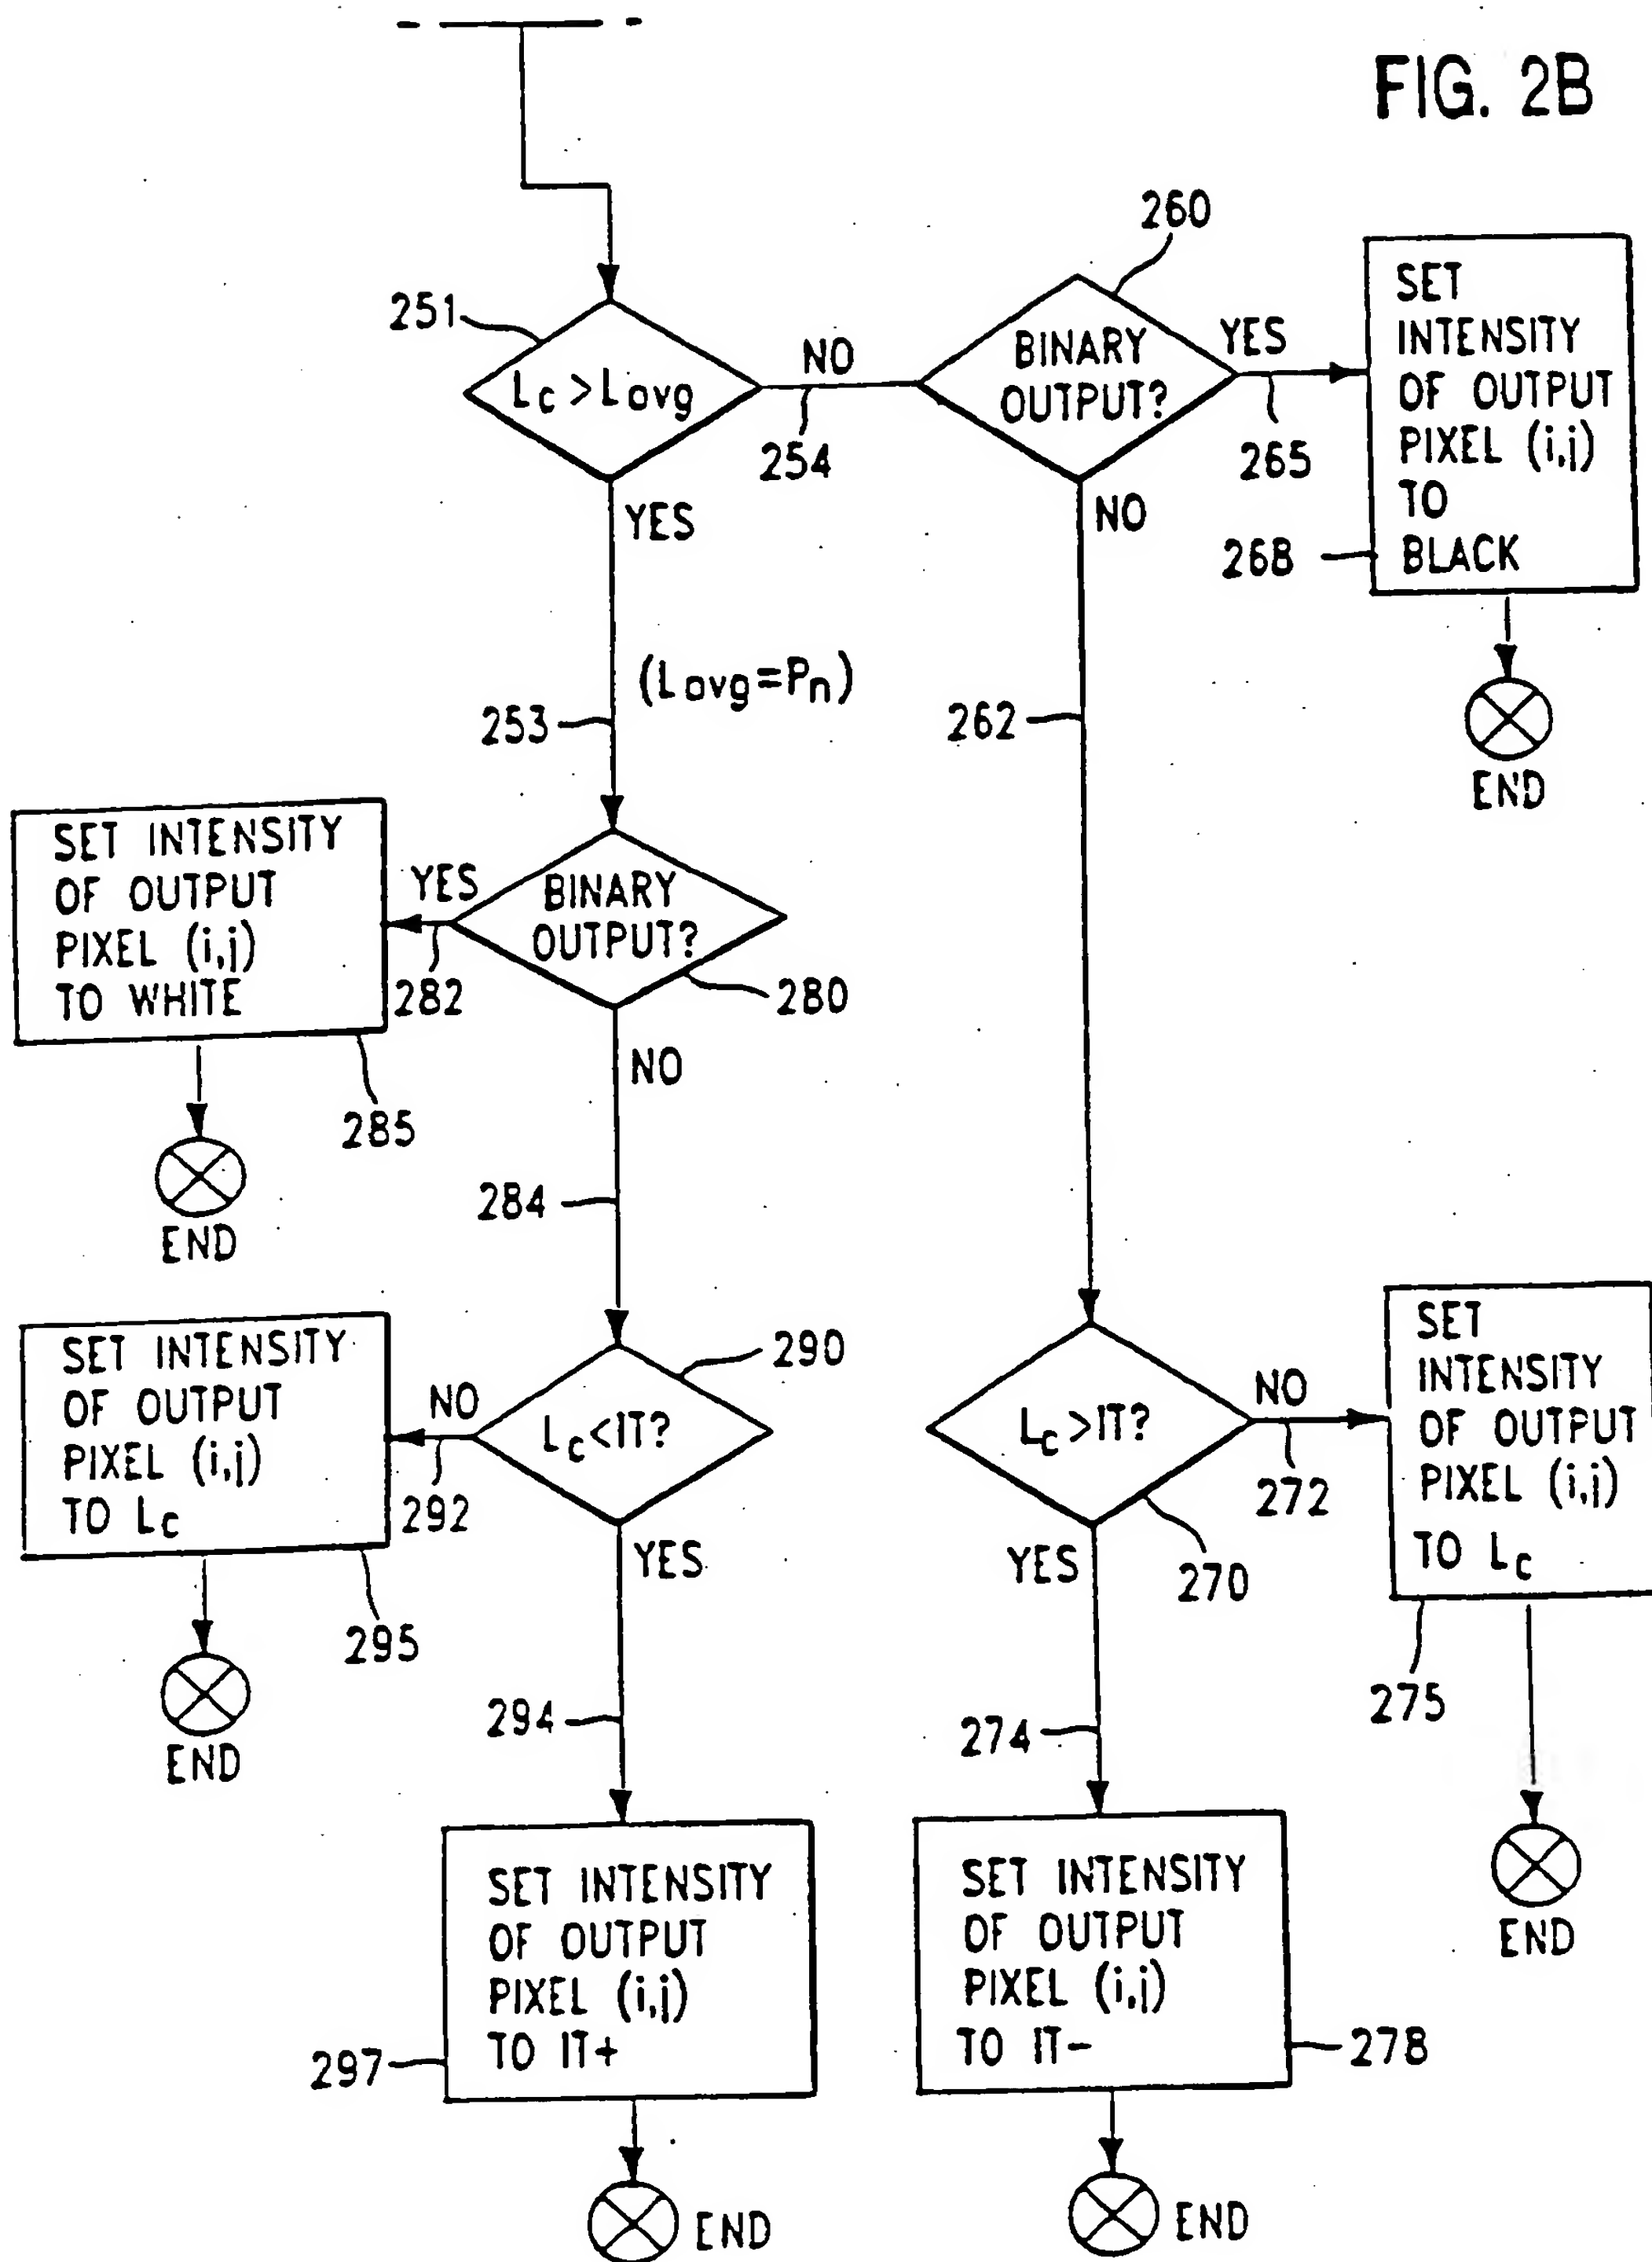 FIG. 2B
260
251
Lc > Lavg
NO
254
BINARY
OUTPUT?
YES
265
SET
INTENSITY
OF OUTPUT
PIXEL (i,j)
TO
BLACK
268
END
YES
(Lavg=Pn)
253
NO
262
SET INTENSITY
OF OUTPUT
PIXEL (i,j)
TO WHITE
YES
282
BINARY
OUTPUT?
280
285
END
NO
284
SET INTENSITY
OF OUTPUT
PIXEL (i,j)
TO Lc
NO
292
Lc<IT?
290
295
END
YES
294
Lc>IT?
NO
272
270
SET
INTENSITY
OF OUTPUT
PIXEL (i,j)
TO Lc
275
END
YES
274
SET INTENSITY
OF OUTPUT
PIXEL (i,j)
TO IT+
297
END
SET INTENSITY
OF OUTPUT
PIXEL (i,j)
TO IT−
278
END